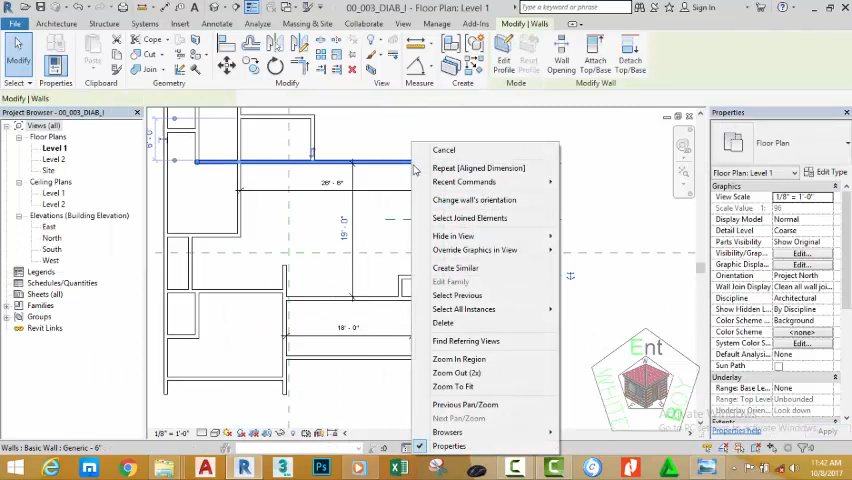 00_003_DIAB_I - Floor Plan: Level 1
Type a keyword or phrase
Sign In
File
Architecture
Structure
Systems
Insert
Annotate
Analyze
Massing & Site
Collaborate
View
Manage
Add-Ins
Modify | Walls
Modify
Properties
Paste
Cope
Cut
Join
Edit Profile
Wall Opening
Attach Top/Base
Detach Top/Base
Select
Properties
Clipboard
Geometry
Modify
View
Measure
Create
Mode
Modify Wall
Modify | Walls
Project Browser - 00_003_DIAB_I
Views (all)
Floor Plans
Level 1
Level 2
Site
Ceiling Plans
Level 1
Level 2
Elevations (Building Elevation)
East
North
South
West
Legends
Schedules/Quantities
Sheets (all)
Families
Groups
Revit Links
26' - 6"
19' - 0"
18' - 0"
Cancel
Repeat [Aligned Dimension]
Recent Commands
Change wall's orientation
Select Joined Elements
Hide in View
Override Graphics in View
Create Similar
Edit Family
Select Previous
Select All Instances
Delete
Find Referring Views
Zoom In Region
Zoom Out (2x)
Zoom To Fit
Previous Pan/Zoom
Next Pan/Zoom
Browsers
Properties
Ent
WHITE
BOY
Properties
Floor Plan
Floor Plan: Level 1
Edit Type
Graphics
View Scale 1/8" = 1'-0"
Scale Value 1: 96
Display Model Normal
Detail Level Coarse
Parts Visibility Show Original
Visibility/Grap... Edit...
Graphic Display... Edit...
Orientation Project North
Wall Join Display Clean all wall joi...
Discipline Architectural
Show Hidden L... By Discipline
Color Scheme ... Background
Color Scheme <none>
System Color S... Edit...
Default Analysi... None
Sun Path
Underlay
Range: Base Le... None
Range: Top Level Unbounded
Underlay Orien... Look down
Properties help
Apply
Activate Windows
1/8" = 1'-0"
Walls : Basic Wall : Generic - 6"
:0
11:42 AM
10/8/2017